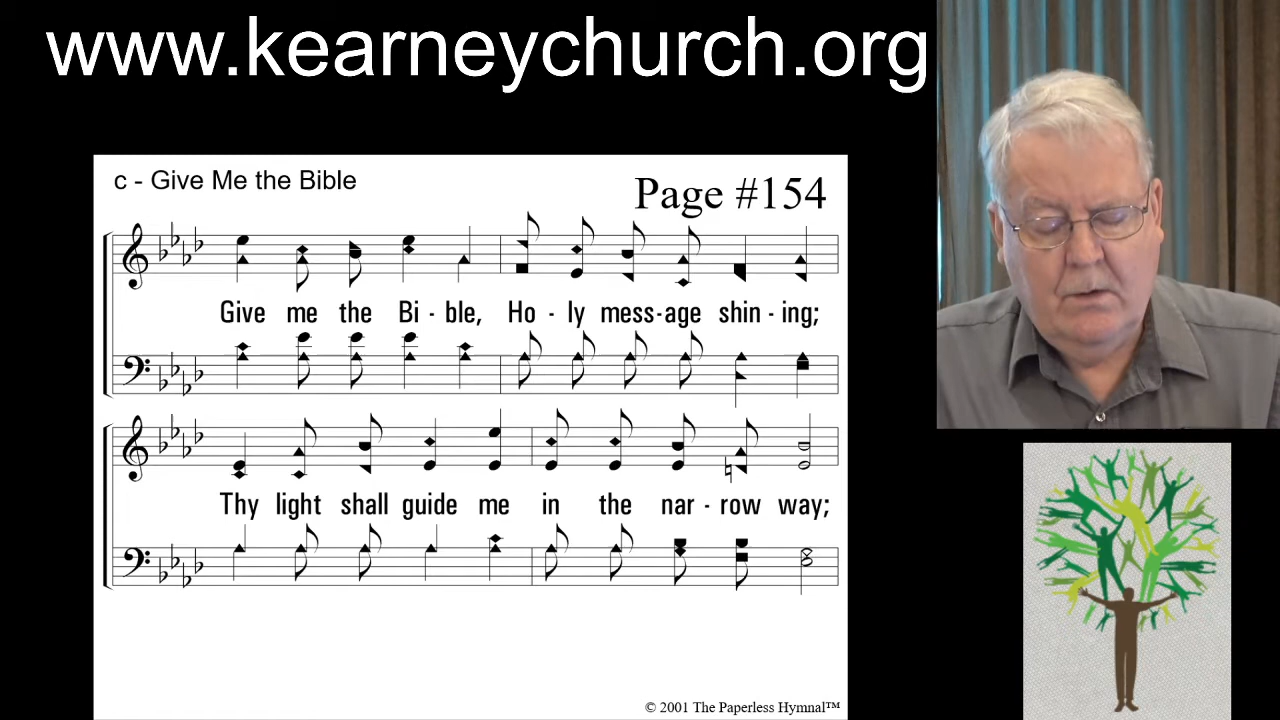 www.kearneychurch.org
c - Give Me the Bible
Page #154
Give me the Bi - ble, Ho - ly mess-age shin - ing;
Thy light shall guide me in the nar - row way;
© 2001 The Paperless Hymnal™